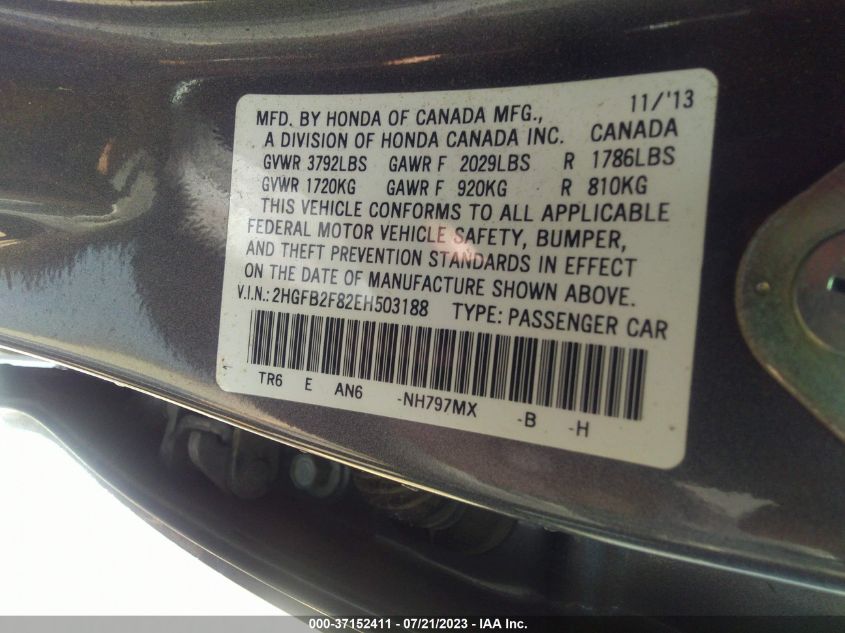 MFD. BY HONDA OF CANADA MFG., 11/'13
A DIVISION OF HONDA CANADA INC. CANADA
GVWR 3792LBS GAWR F 2029LBS R 1786LBS
GVWR 1720KG GAWR F 920KG R 810KG
THIS VEHICLE CONFORMS TO ALL APPLICABLE
FEDERAL MOTOR VEHICLE SAFETY, BUMPER,
AND THEFT PREVENTION STANDARDS IN EFFECT
ON THE DATE OF MANUFACTURE SHOWN ABOVE.
V.I.N.: 2HGFB2F82EH503188 TYPE: PASSENGER CAR
TR6 E AN6 -NH797MX -B -H
000-37152411 - 07/21/2023 - IAA Inc.